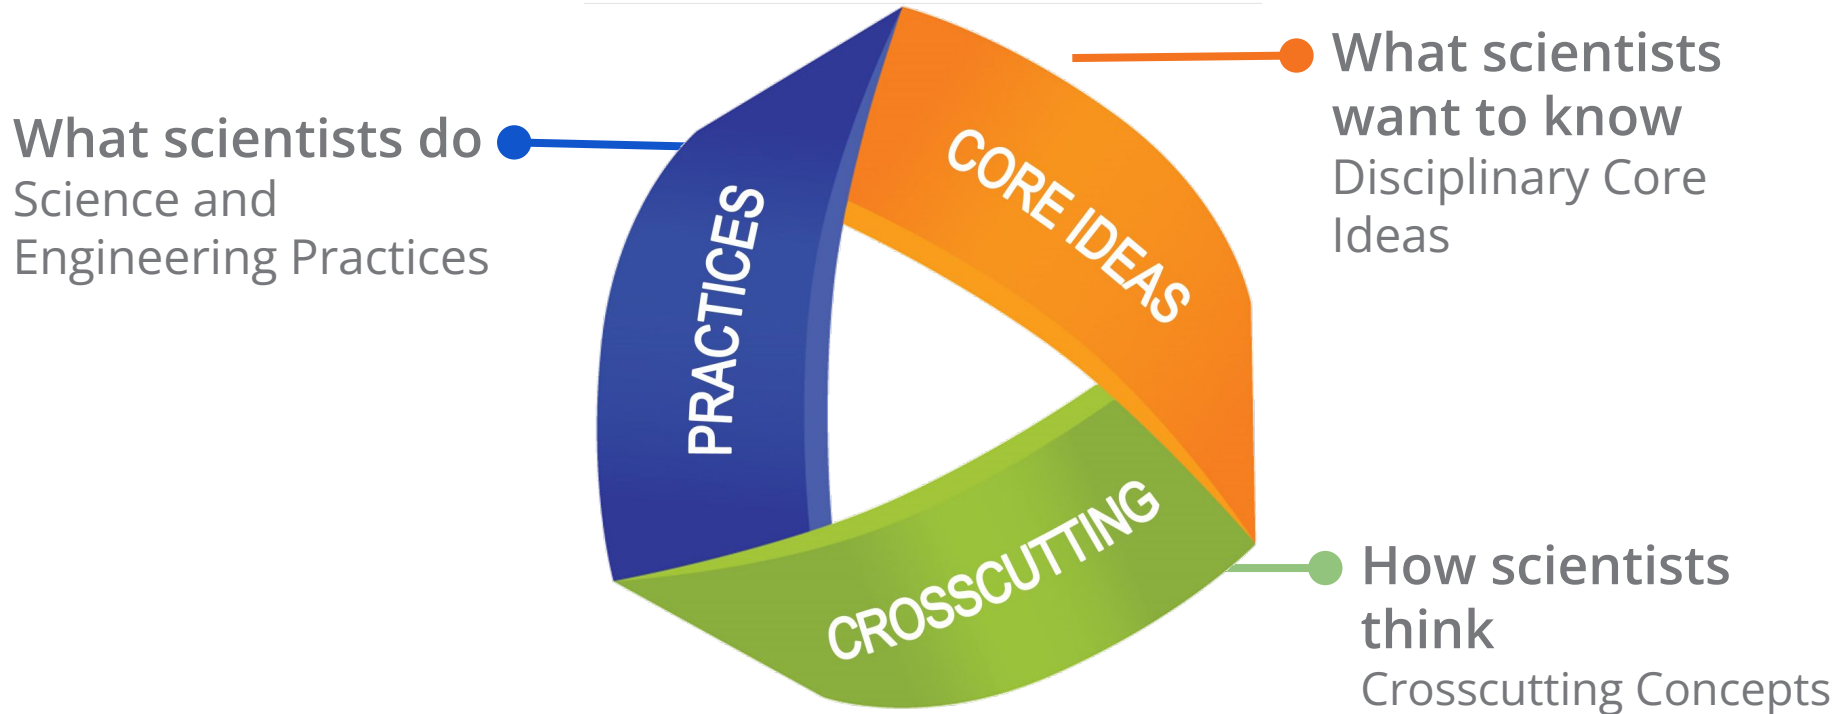 What scientists do
Science and
Engineering Practices
PRACTICES
CORE IDEAS
CROSSCUTTING
What scientists
want to know
Disciplinary Core
Ideas
How scientists
think
Crosscutting Concepts